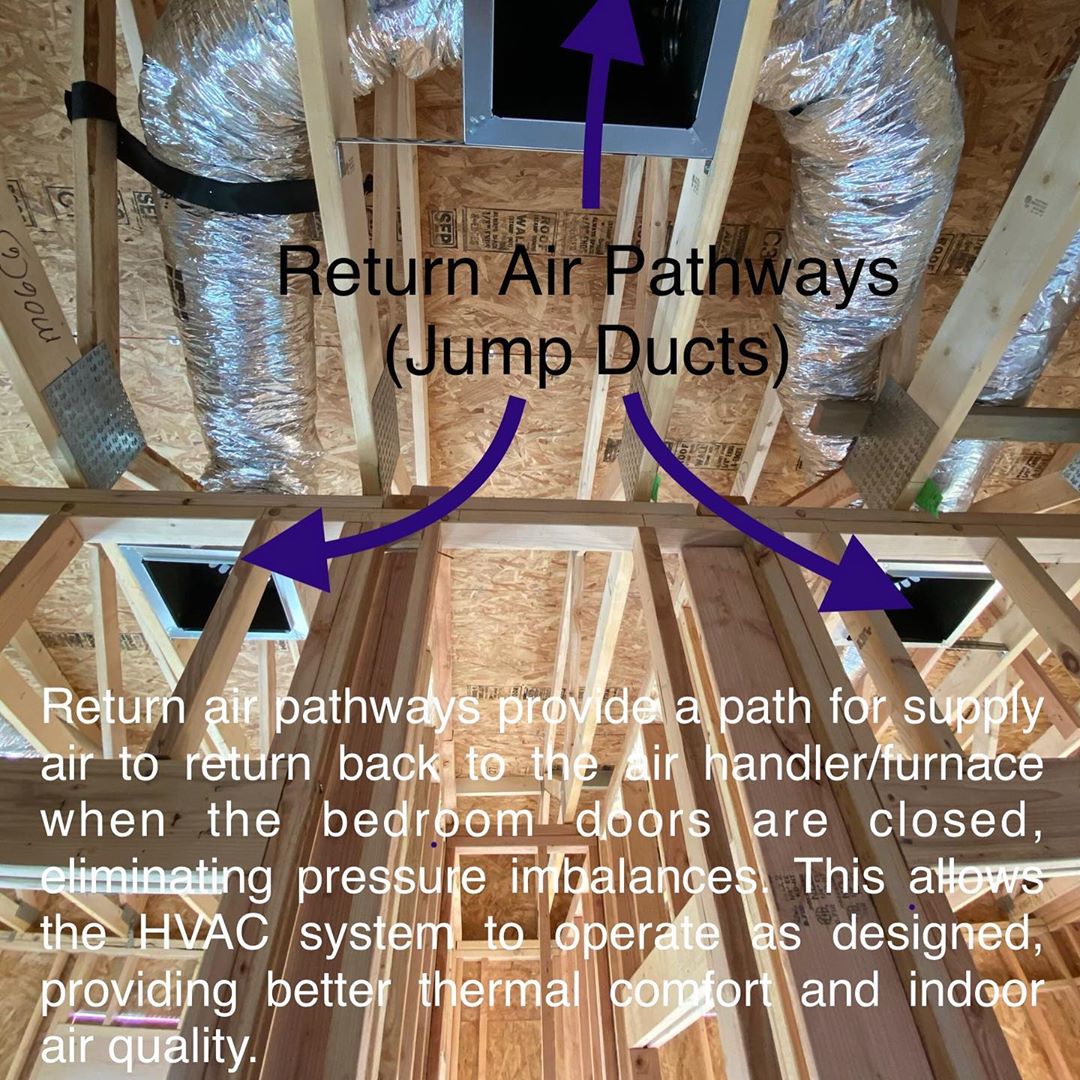 Return Air Pathways
(Jump Ducts)
Return air pathways provide a path for supply
air to return back to the air handler/furnace
when the bedroom doors are closed,
eliminating pressure imbalances. This allows
the HVAC system to operate as designed,
providing better thermal comfort and indoor
air quality.